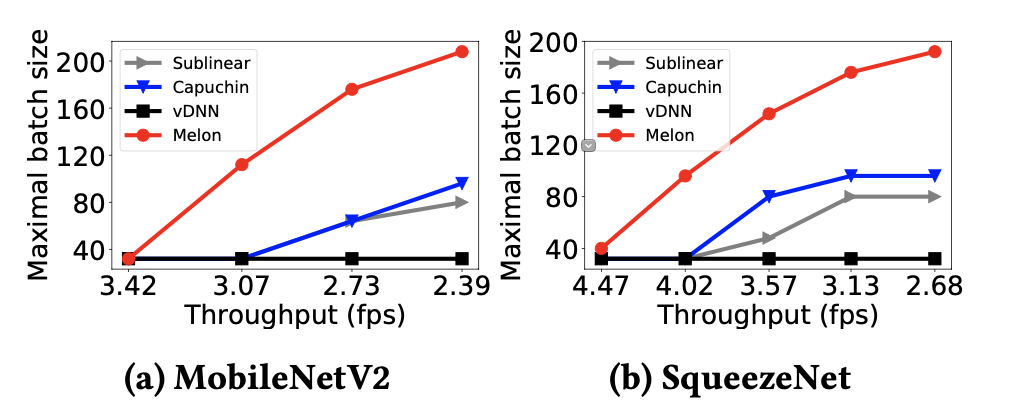 Maximal batch size
200
160
120
80
40
Sublinear
Capuchin
vDNN
Melon
3.42 3.07 2.73 2.39
Throughput (fps)
(a) MobileNetV2
Maximal batch size
200
160
120
80
40
Sublinear
Capuchin
vDNN
Melon
4.47 4.02 3.57 3.13 2.68
Throughput (fps)
(b) SqueezeNet